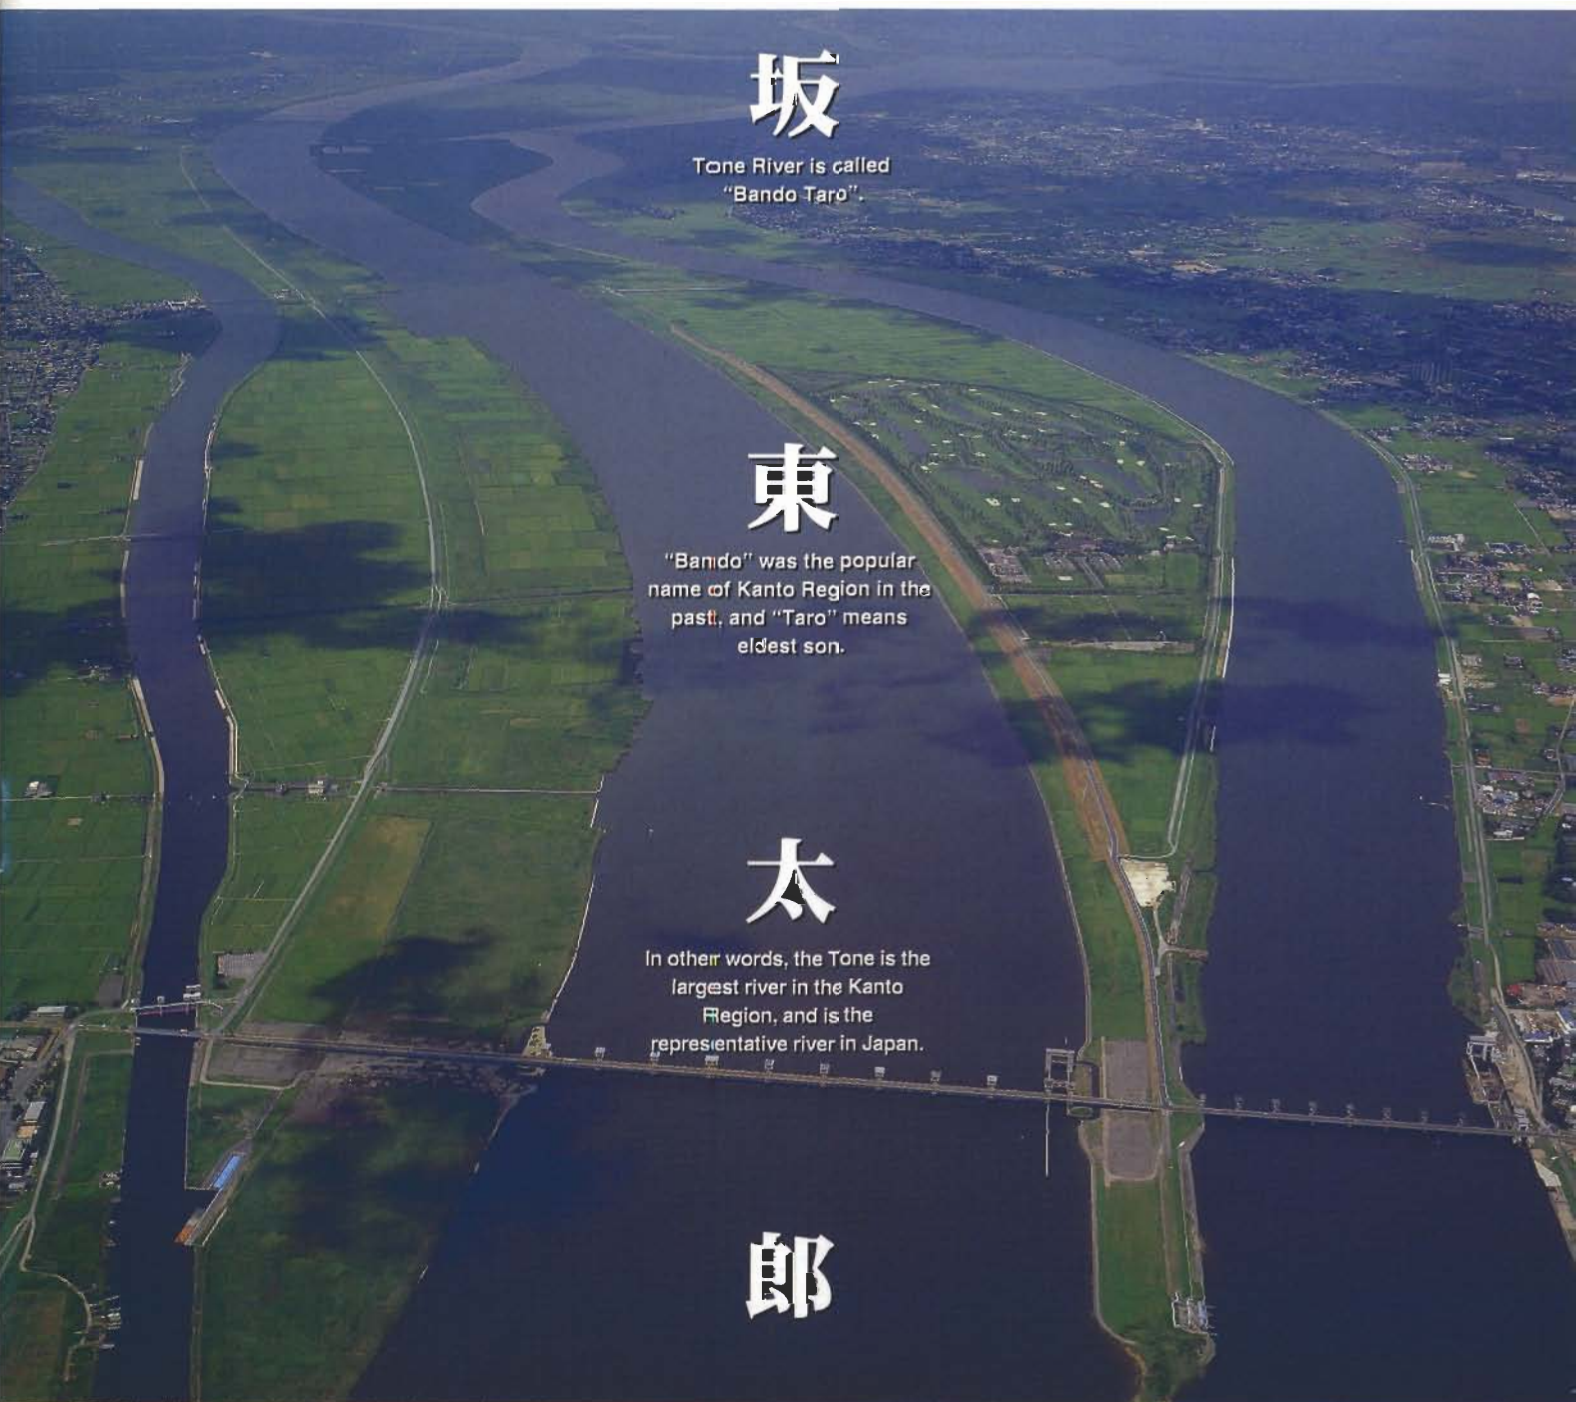 坂
Tone River is called
“Bando Taro”.
東
“Bando” was the popular
name of Kanto Region in the
past, and “Taro” means
eldest son.
太
In other words, the Tone is the
largest river in the Kanto
Region, and is the
representative river in Japan.
郎